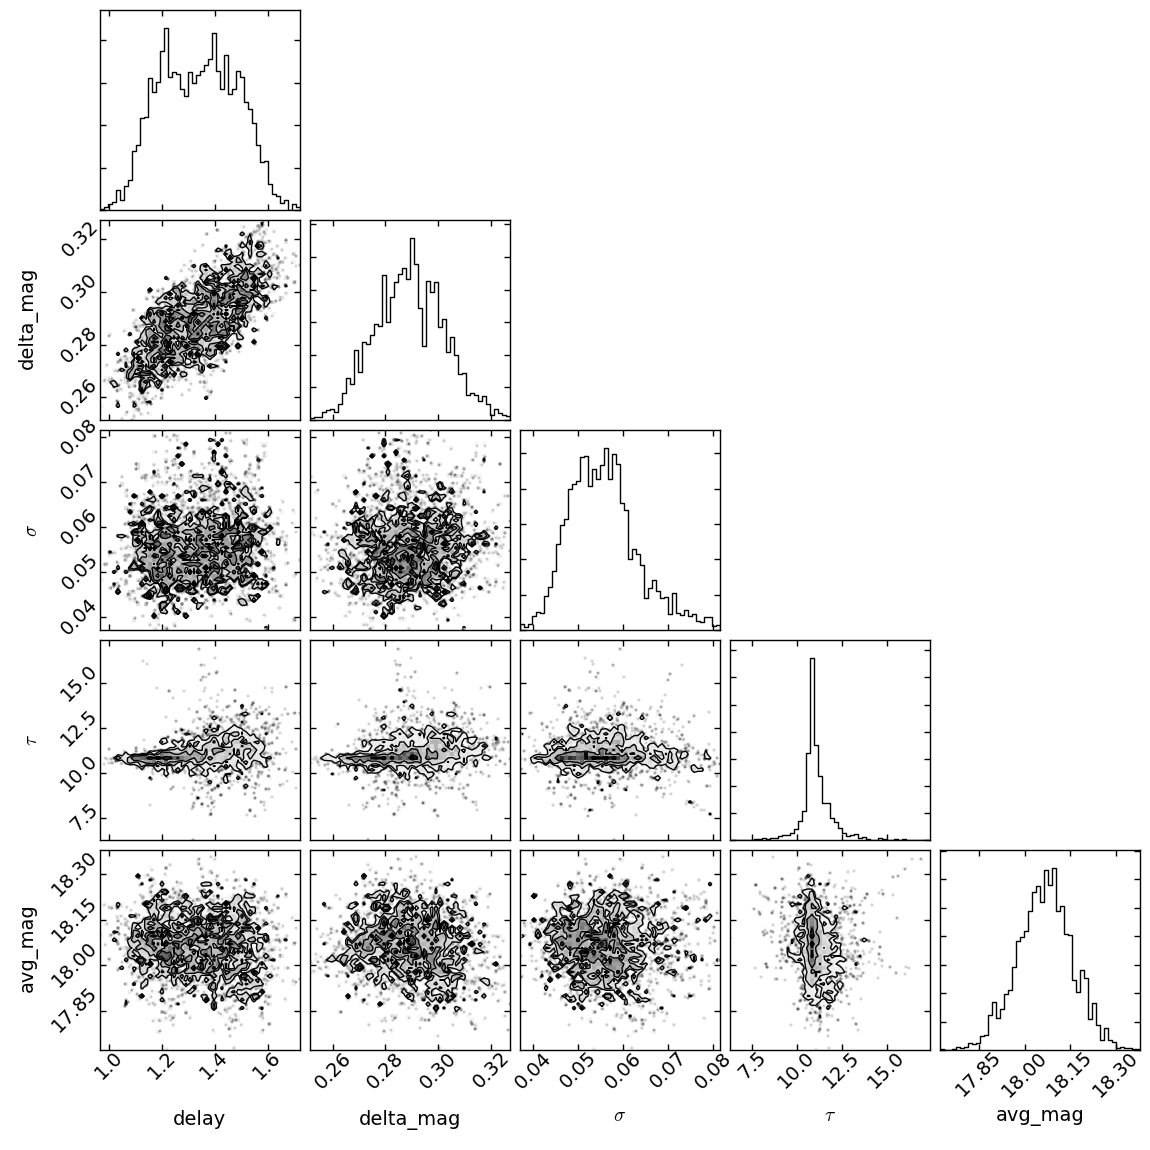 0.32
0.30
0.28
0.26
delta_mag
0.08
0.07
0.06
0.05
0.04
σ
15.0
12.5
10.0
7.5
τ
18.30
18.15
18.00
17.85
avg_mag
1.0 1.2 1.4 1.6
0.26 0.28 0.30 0.32
0.04 0.05 0.06 0.07 0.08
7.5 10.0 12.5 15.0
17.85 18.00 18.15 18.30
delay delta_mag σ τ avg_mag